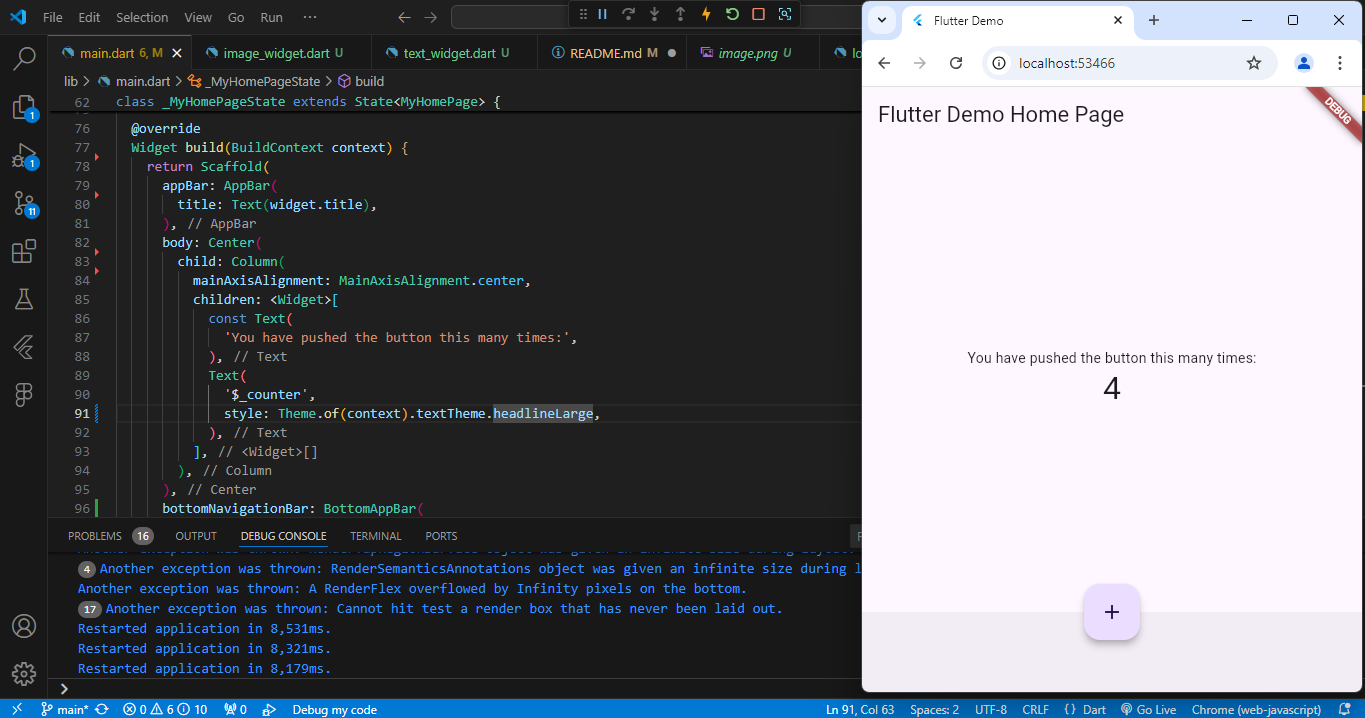 File Edit Selection View Go Run ···
main.dart 6, M
image_widget.dart U
text_widget.dart U
README.md M
image.png U
lo
lib > main.dart > _MyHomePageState > build
62 class _MyHomePageState extends State<MyHomePage> {
76 @override
77 Widget build(BuildContext context) {
78 return Scaffold(
79 appBar: AppBar(
80 title: Text(widget.title),
81 ), // AppBar
82 body: Center(
83 child: Column(
84 mainAxisAlignment: MainAxisAlignment.center,
85 children: <Widget>[
86 const Text(
87 'You have pushed the button this many times:',
88 ), // Text
89 Text(
90 '$_counter',
91 style: Theme.of(context).textTheme.headlineLarge,
92 ), // Text
93 ], // <Widget>[]
94 ), // Column
95 ), // Center
96 bottomNavigationBar: BottomAppBar(
PROBLEMS 16 OUTPUT DEBUG CONSOLE TERMINAL PORTS
4 Another exception was thrown: RenderSemanticsAnnotations object was given an infinite size during l
Another exception was thrown: A RenderFlex overflowed by Infinity pixels on the bottom.
17 Another exception was thrown: Cannot hit test a render box that has never been laid out.
Restarted application in 8,531ms.
Restarted application in 8,321ms.
Restarted application in 8,179ms.
>
1
1
11
main* 0 6 10 0 Debug my code Ln 91, Col 63 Spaces: 2 UTF-8 CRLF {} Dart Go Live Chrome (web-javascript)
Flutter Demo
localhost:53466
Flutter Demo Home Page
DEBUG
You have pushed the button this many times:
4
+